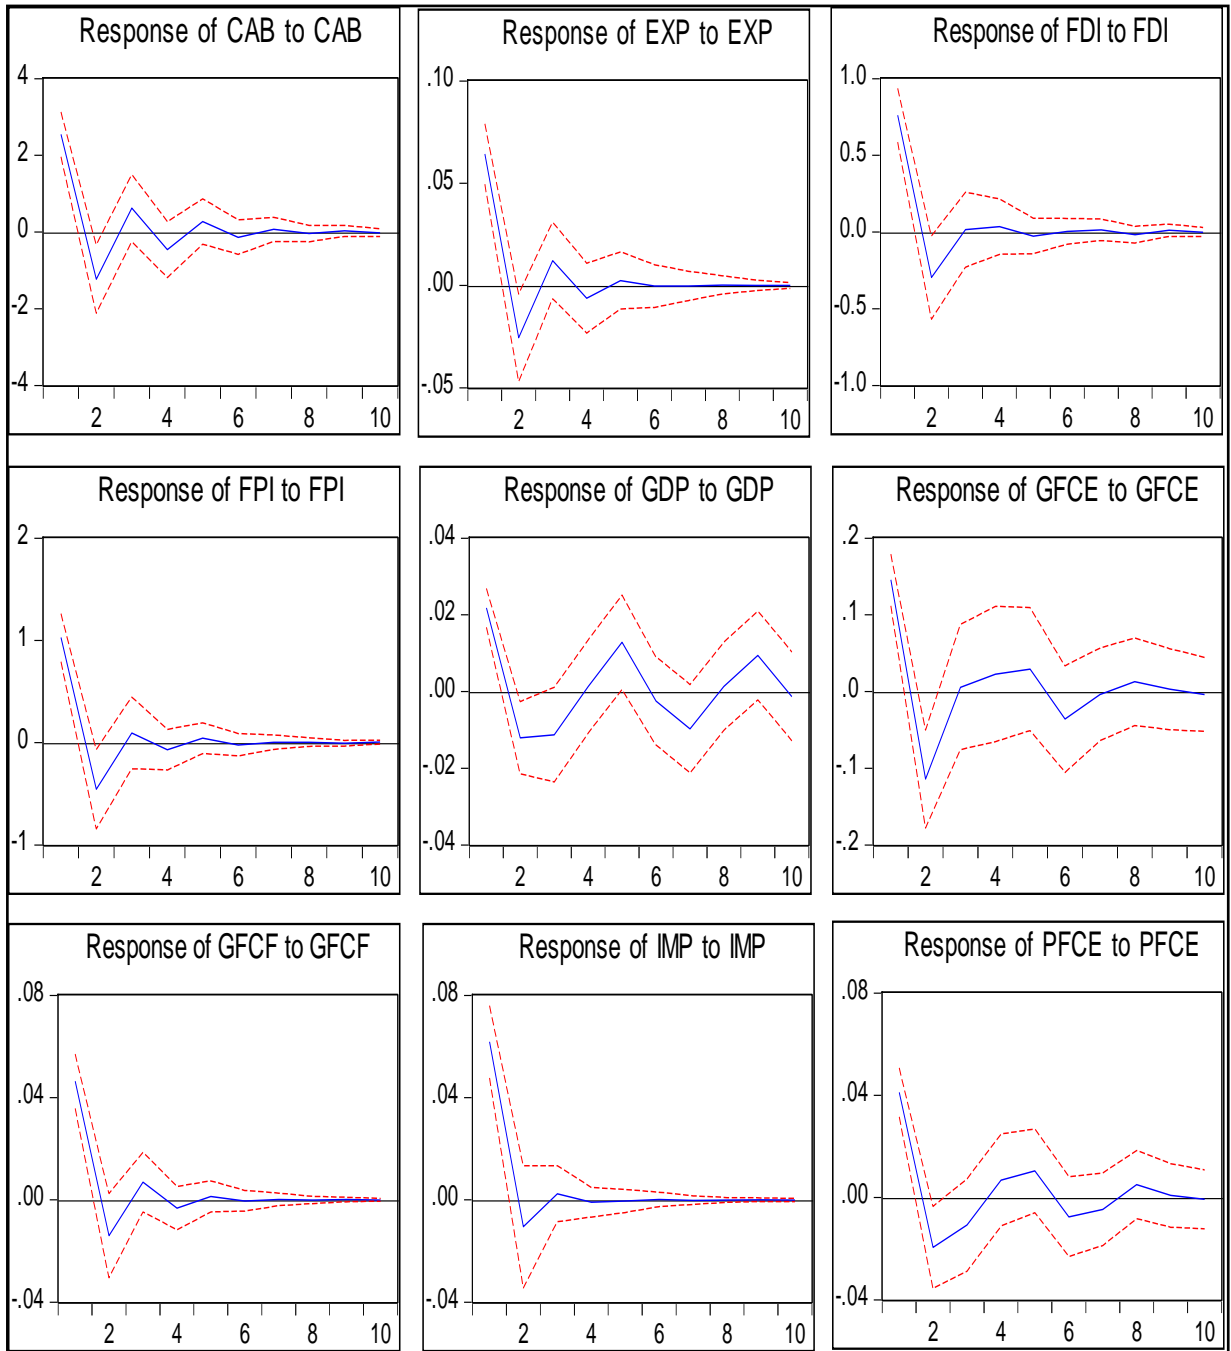 Response of CAB to CAB
4
2
0
-2
-4
2 4 6 8 10
Response of EXP to EXP
.10
.05
.00
-.05
2 4 6 8 10
Response of FDI to FDI
1.0
0.5
0.0
-0.5
-1.0
2 4 6 8 10
Response of FPI to FPI
2
1
0
-1
2 4 6 8 10
Response of GDP to GDP
.04
.02
.00
-.02
-.04
2 4 6 8 10
Response of GFCE to GFCE
.2
.1
.0
-.1
-.2
2 4 6 8 10
Response of GFCF to GFCF
.08
.04
.00
-.04
2 4 6 8 10
Response of IMP to IMP
.08
.04
.00
-.04
2 4 6 8 10
Response of PFCE to PFCE
.08
.04
.00
-.04
2 4 6 8 10